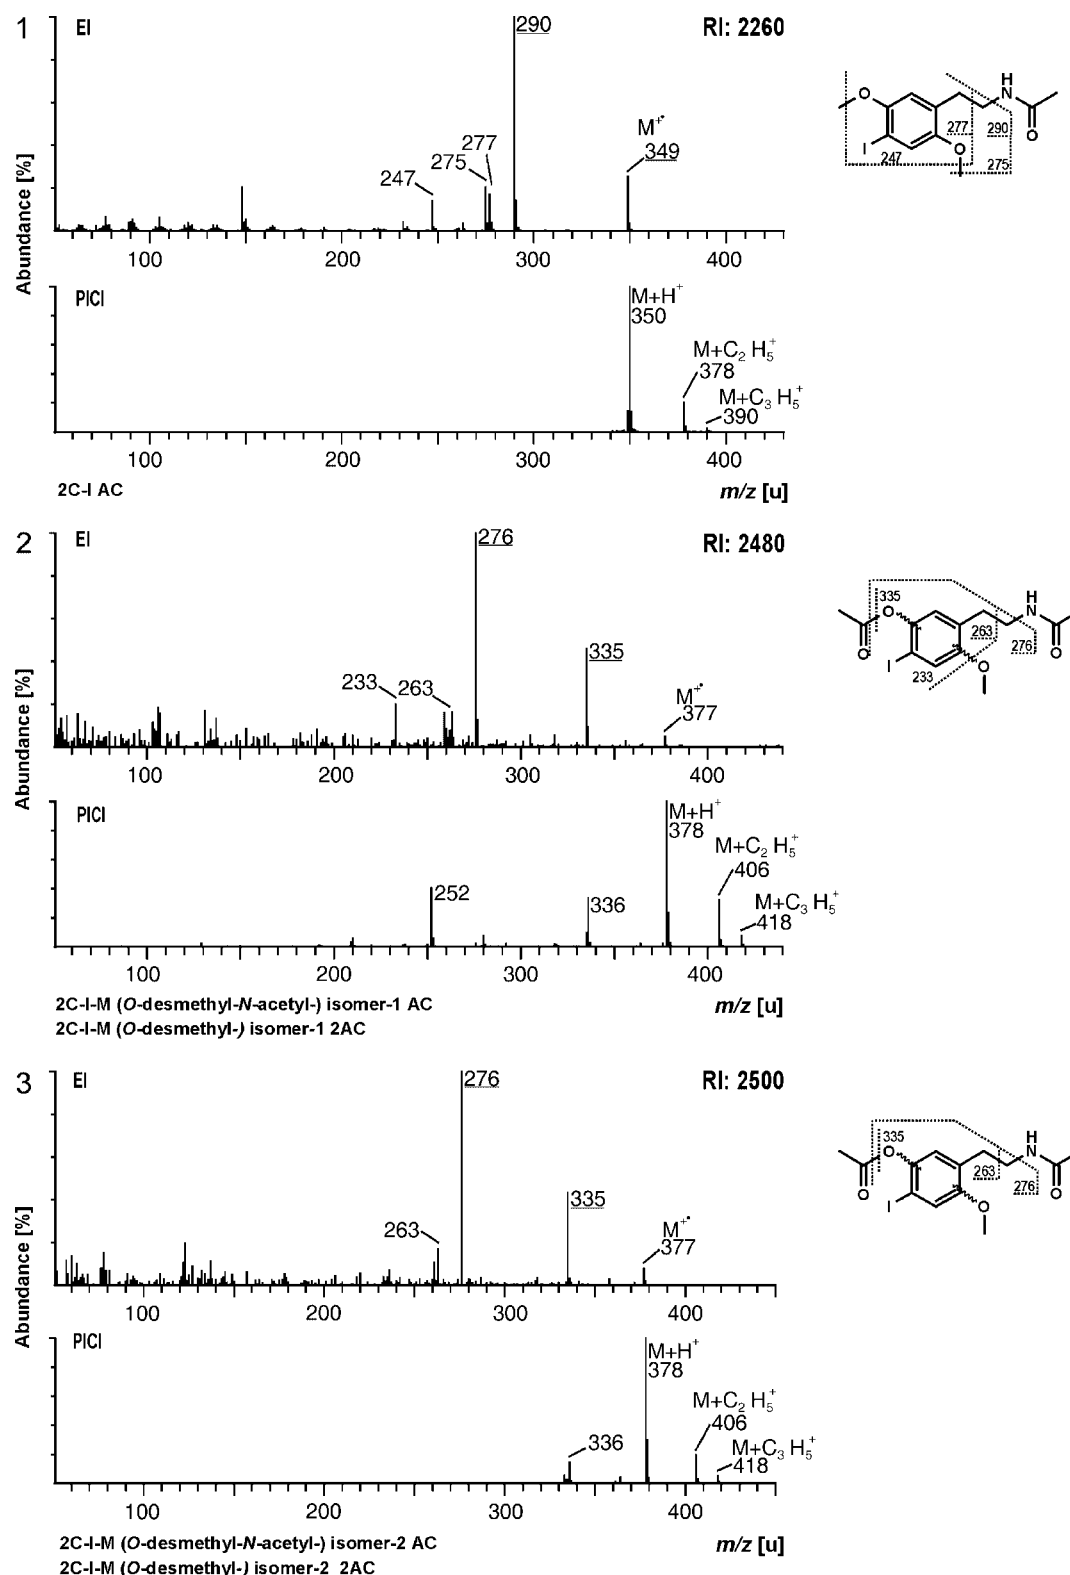 1
EI
RI: 2260
290
M+•
349
277
275
247
Abundance [%]
100
200
300
400
O
H
N
O
I
O
277
290
247
275
PICI
M+H+
350
M+C2 H5+
378
M+C3 H5+
390
100
200
300
400
2C-I AC
m/z [u]
2
EI
RI: 2480
276
335
233
263
M+•
377
Abundance [%]
100
200
300
400
335
O
O
H
N
O
I
O
263
276
233
PICI
M+H+
378
M+C2 H5+
406
M+C3 H5+
418
252
336
100
200
300
400
2C-I-M (O-desmethyl-N-acetyl-) isomer-1 AC
m/z [u]
2C-I-M (O-desmethyl-) isomer-1 2AC
3
EI
RI: 2500
276
335
263
M+•
377
Abundance [%]
100
200
300
400
335
O
O
H
N
O
I
O
263
276
PICI
M+H+
378
M+C2 H5+
406
M+C3 H5+
418
336
100
200
300
400
2C-I-M (O-desmethyl-N-acetyl-) isomer-2 AC
m/z [u]
2C-I-M (O-desmethyl-) isomer-2 2AC